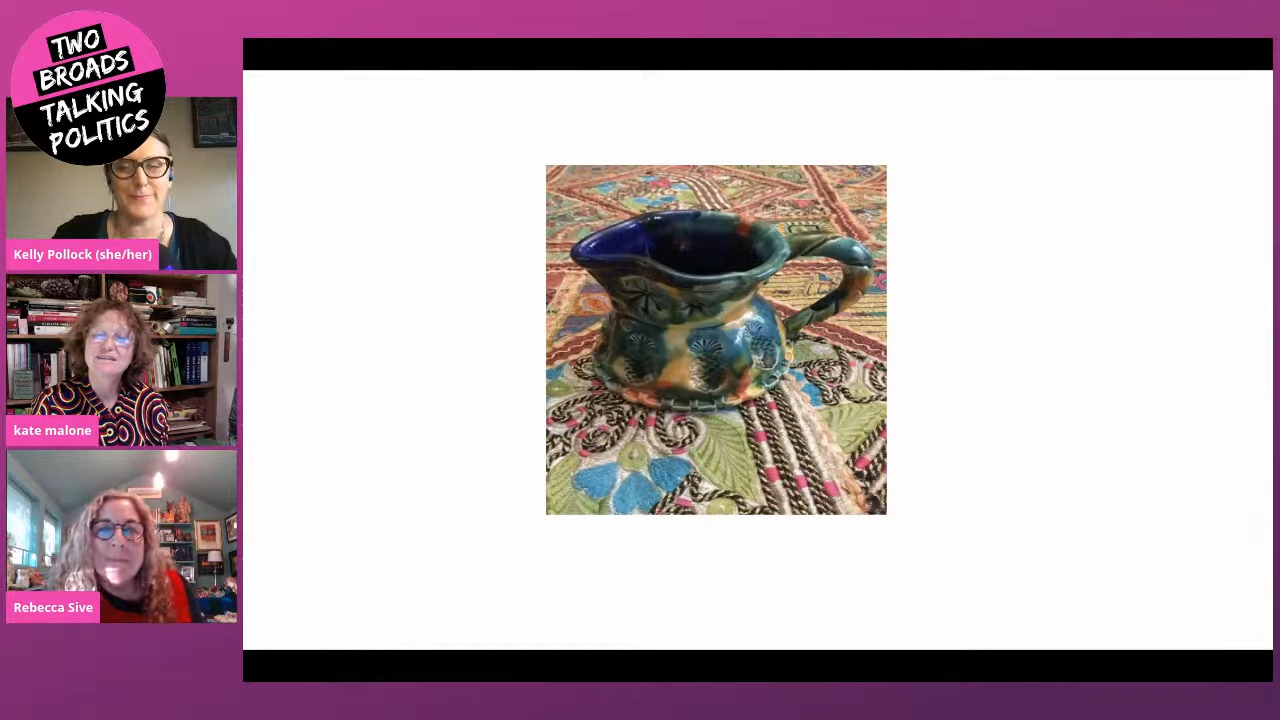 TWO
BROADS
TALKING
POLITICS
Kelly Pollock (she/her)
kate malone
Rebecca Sive